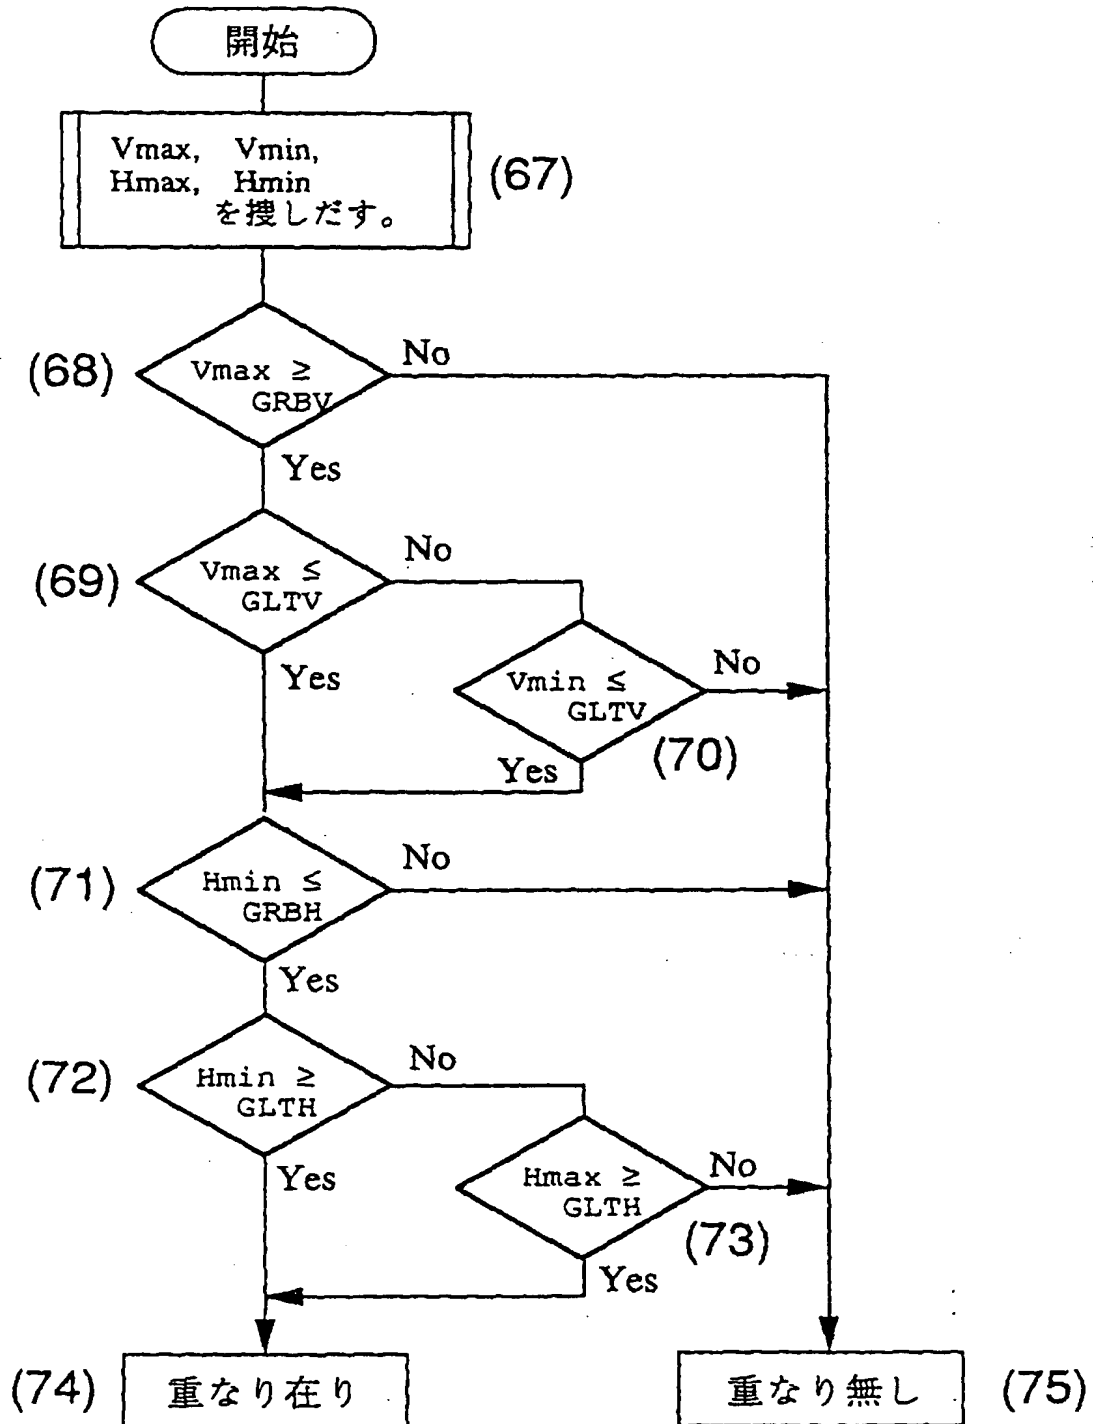 開始
Vmax, Vmin,
Hmax, Hmin
を捜しだす。
(67)
(68)
Vmax ≥
GRBV
No
Yes
(69)
Vmax ≤
GLTV
No
Yes
Vmin ≤
GLTV
No
(70)
Yes
(71)
Hmin ≤
GRBH
No
Yes
(72)
Hmin ≥
GLTH
No
Yes
Hmax ≥
GLTH
No
(73)
Yes
(74)
重なり在り
重なり無し
(75)